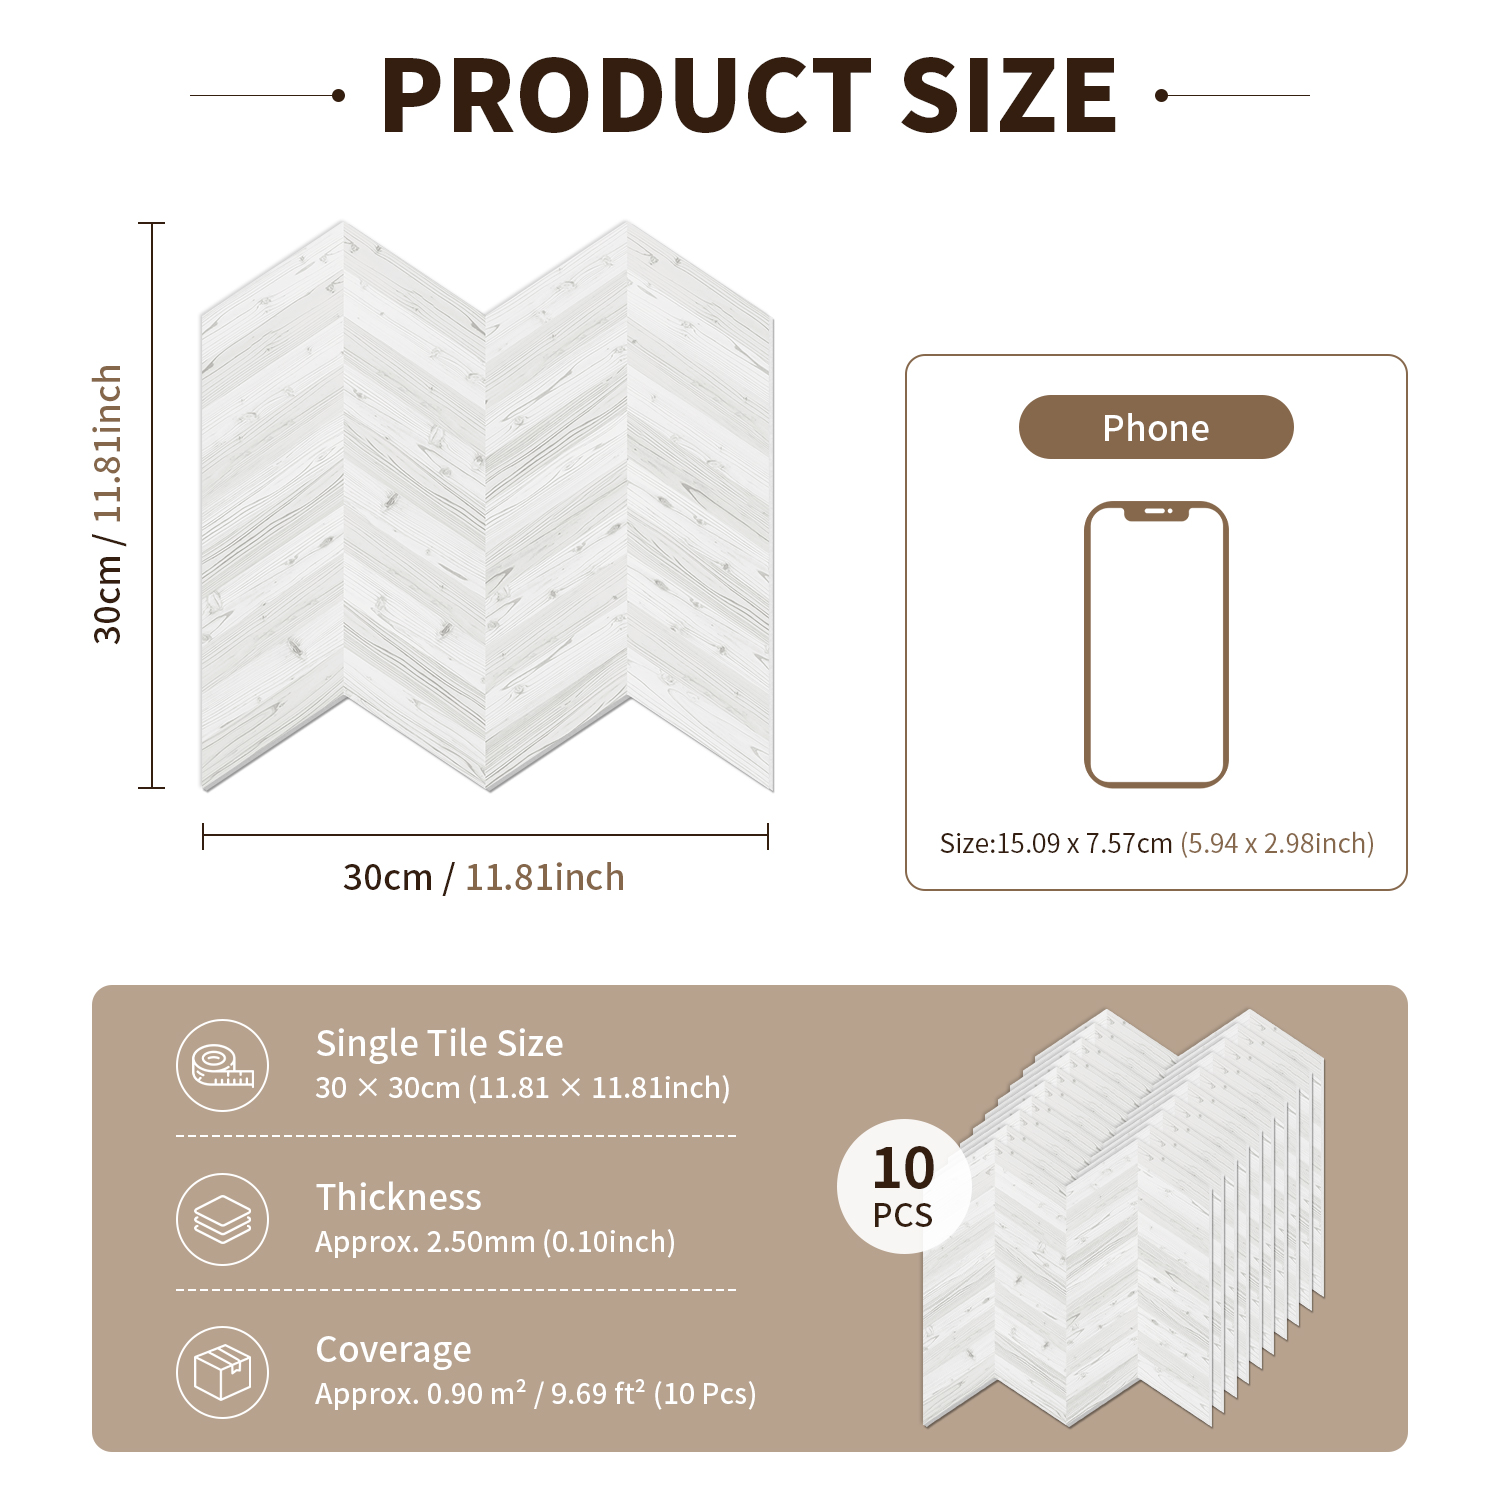 PRODUCT SIZE
30cm / 11.81inch
30cm / 11.81inch
Phone
Size:15.09 x 7.57cm (5.94 x 2.98inch)
Single Tile Size
30 × 30cm (11.81 × 11.81inch)
Thickness
Approx. 2.50mm (0.10inch)
Coverage
Approx. 0.90 m² / 9.69 ft² (10 Pcs)
10
PCS